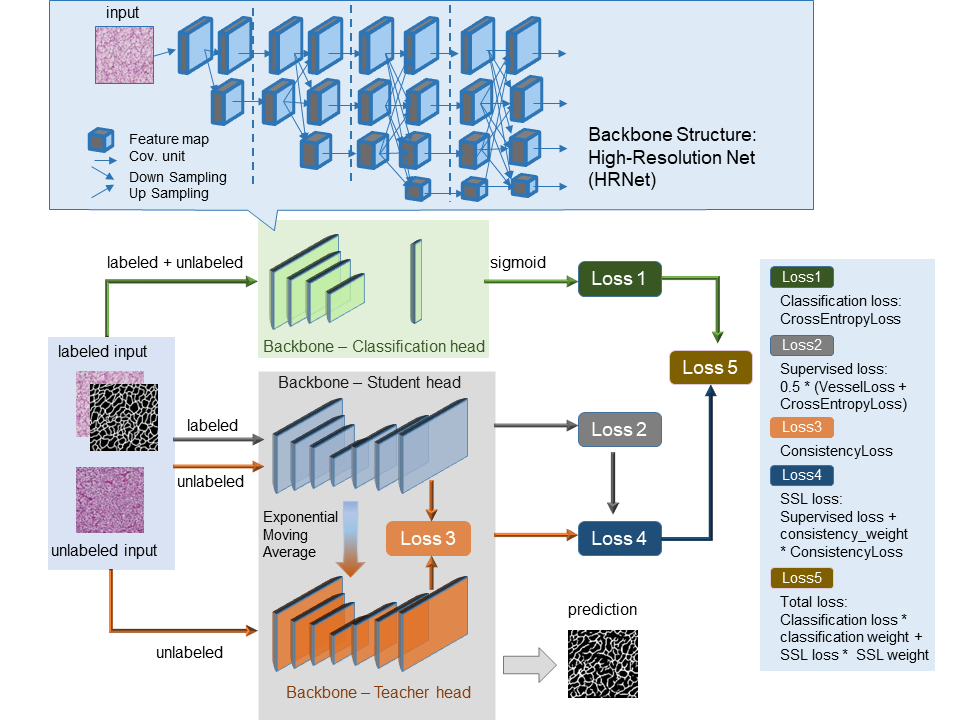 input
Feature map
Cov. unit
Down Sampling
Up Sampling
Backbone Structure:
High-Resolution Net
(HRNet)
labeled + unlabeled
sigmoid
Loss 1
Backbone – Classification head
labeled input
unlabeled input
Backbone – Student head
labeled
unlabeled
Loss 2
Loss 5
Exponential
Moving
Average
Loss 3
Loss 4
unlabeled
Backbone – Teacher head
prediction
Loss1
Classification loss:
CrossEntropyLoss
Loss2
Supervised loss:
0.5 * (VesselLoss +
CrossEntropyLoss)
Loss3
ConsistencyLoss
Loss4
SSL loss:
Supervised loss +
consistency_weight
* ConsistencyLoss
Loss5
Total loss:
Classification loss *
classification weight +
SSL loss * SSL weight